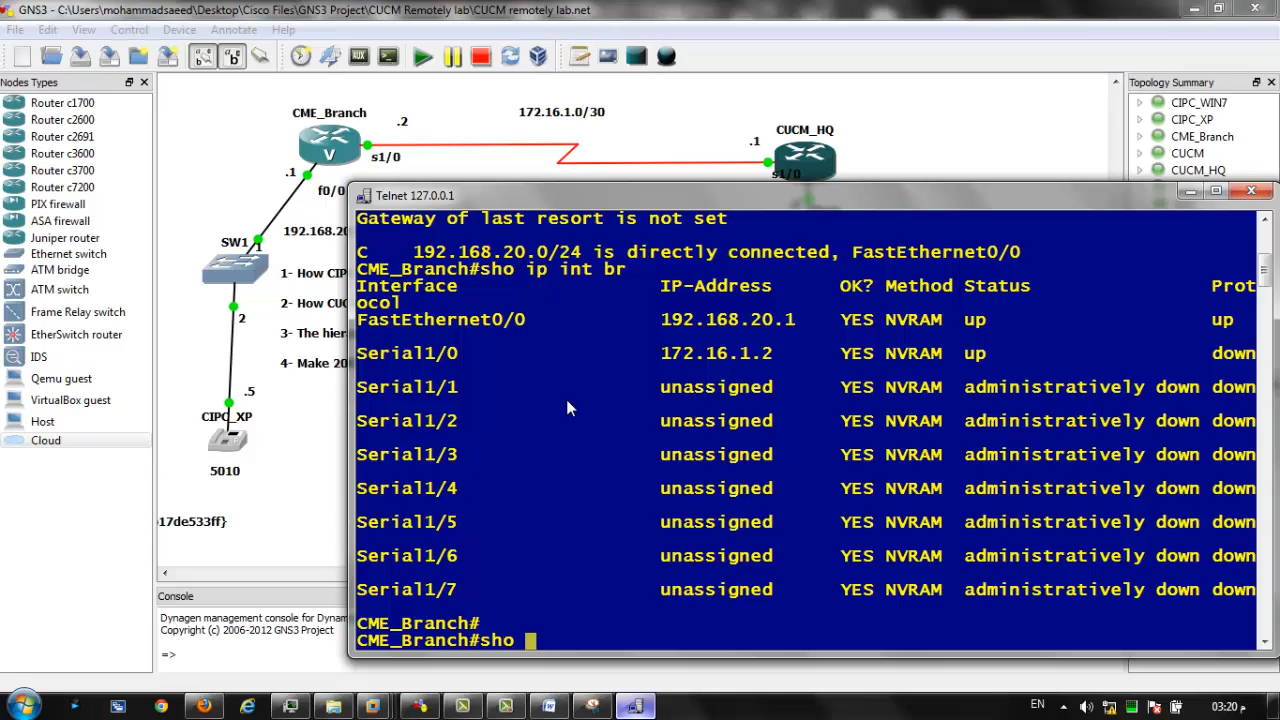 GNS3 - C:\Users\mohammadsaeed\Desktop\Cisco Files\GNS3 Project\CUCM Remotely lab\CUCM remotely lab.net
File Edit View Control Device Annotate Help
Nodes Types
Router c1700
Router c2600
Router c2691
Router c3600
Router c3700
Router c7200
PIX firewall
ASA firewall
Juniper router
Ethernet switch
ATM bridge
ATM switch
Frame Relay switch
EtherSwitch router
IDS
Qemu guest
VirtualBox guest
Host
Cloud
CME_Branch
.2
172.16.1.0/30
CUCM_HQ
.1
s1/0
s1/0
.1
f0/0
192.168.20
SW1
1
1- How CIP
2- How CUC
2
3- The hier
4- Make 20
.5
CIPC_XP
5010
17de533ff}
Topology Summary
CIPC_WIN7
CIPC_XP
CME_Branch
CUCM
CUCM_HQ
Console
Dynagen management console for Dynam
Copyright (c) 2006-2012 GNS3 Project
=>
Telnet 127.0.0.1
Gateway of last resort is not set
C 192.168.20.0/24 is directly connected, FastEthernet0/0
CME_Branch#sho ip int br
Interface IP-Address OK? Method Status Prot
ocol
FastEthernet0/0 192.168.20.1 YES NVRAM up up
Serial1/0 172.16.1.2 YES NVRAM up down
Serial1/1 unassigned YES NVRAM administratively down down
Serial1/2 unassigned YES NVRAM administratively down down
Serial1/3 unassigned YES NVRAM administratively down down
Serial1/4 unassigned YES NVRAM administratively down down
Serial1/5 unassigned YES NVRAM administratively down down
Serial1/6 unassigned YES NVRAM administratively down down
Serial1/7 unassigned YES NVRAM administratively down down
CME_Branch#
CME_Branch#sho
EN
03:20 م